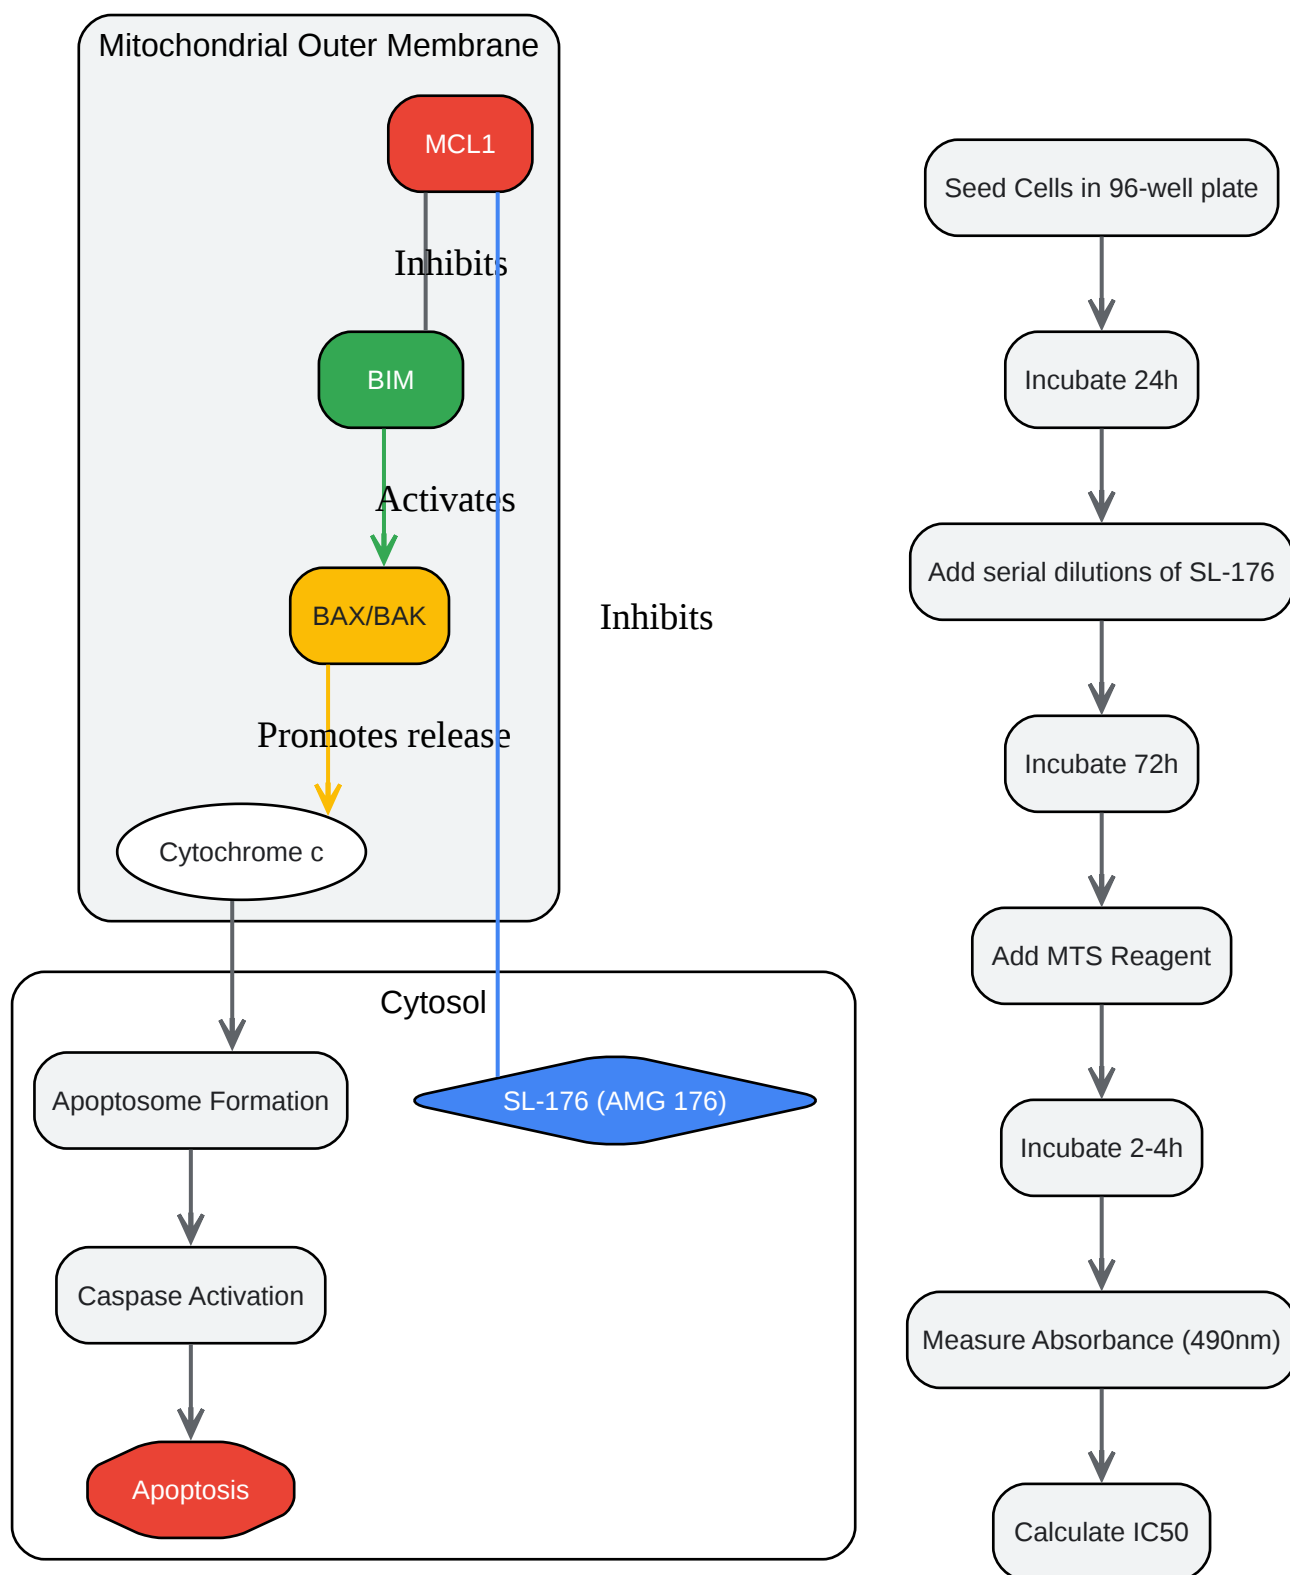 Mitochondrial Outer Membrane
MCL1
Inhibits
BIM
Activates
BAX/BAK
Inhibits
Promotes release
Cytochrome c
Cytosol
Apoptosome Formation
SL-176 (AMG 176)
Caspase Activation
Apoptosis
Seed Cells in 96-well plate
Incubate 24h
Add serial dilutions of SL-176
Incubate 72h
Add MTS Reagent
Incubate 2-4h
Measure Absorbance (490nm)
Calculate IC50